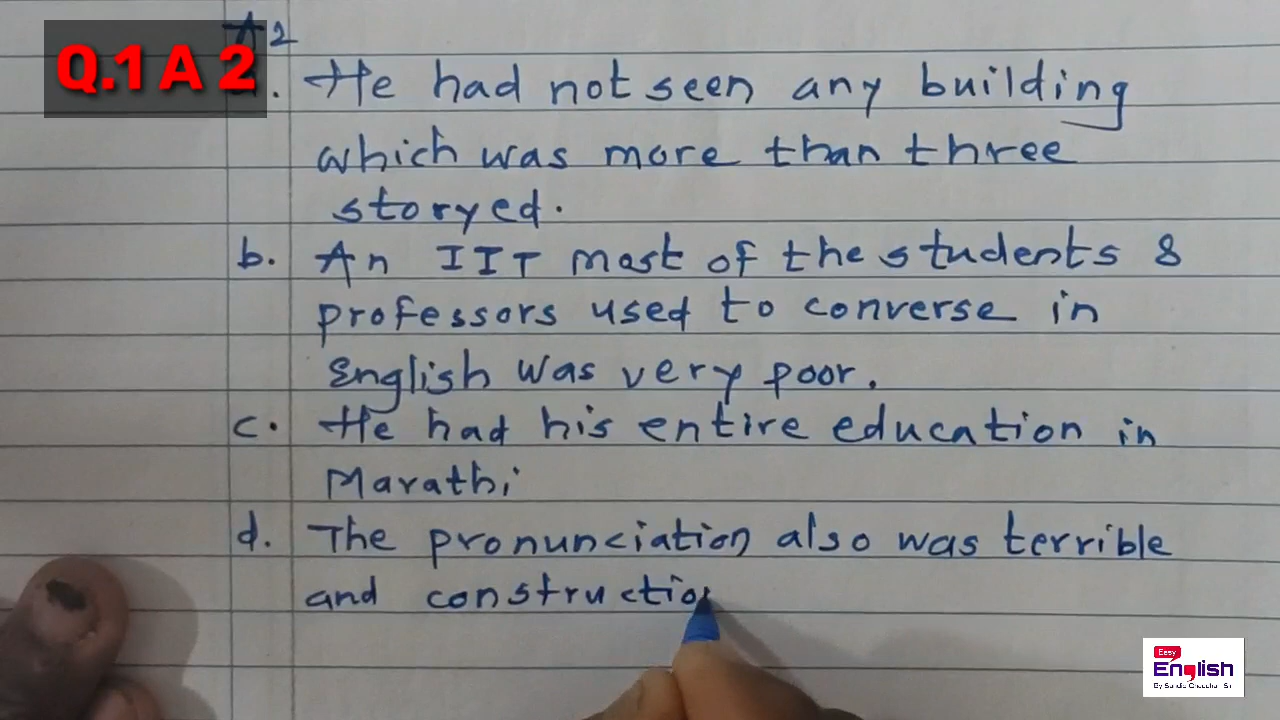 A2
Q.1 A 2
. He had not seen any building
which was more than three
storyed.
b. An IIT most of the students &
professors used to converse in
English was very poor.
c. He had his entire education in
Marathi
d. The pronunciation also was terrible
and construction
Easy
English